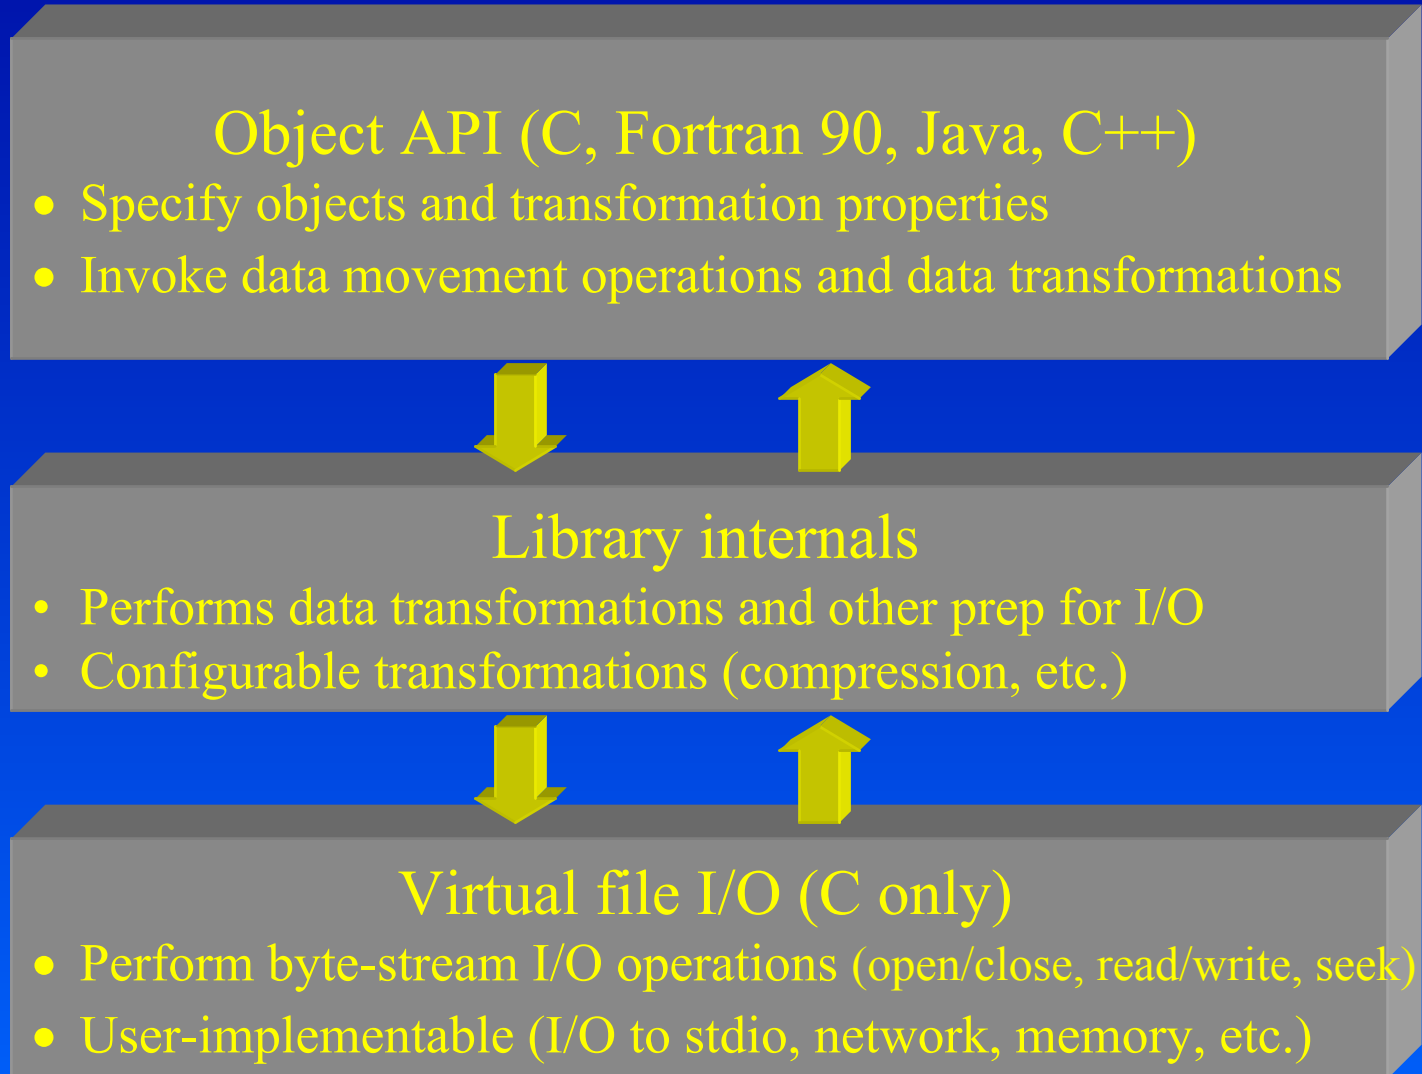 Object API (C, Fortran 90, Java, C++)
• Specify objects and transformation properties
• Invoke data movement operations and data transformations
Library internals
• Performs data transformations and other prep for I/O
• Configurable transformations (compression, etc.)
Virtual file I/O (C only)
• Perform byte-stream I/O operations (open/close, read/write, seek)
• User-implementable (I/O to stdio, network, memory, etc.)